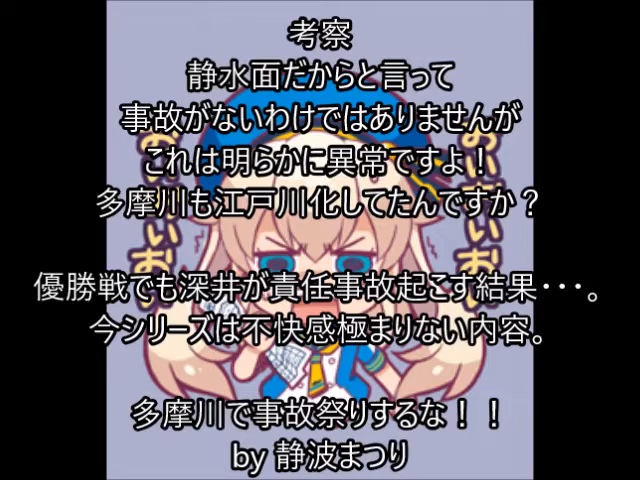 考察
静水面だからと言って
事故がないわけではありませんが
これは明らかに異常ですよ！
多摩川も江戸川化してたんですか？
優勝戦でも深井が責任事故起こす結果・・・。
今シリーズは不快感極まりない内容。
多摩川で事故祭りするな！！
by 静波まつり